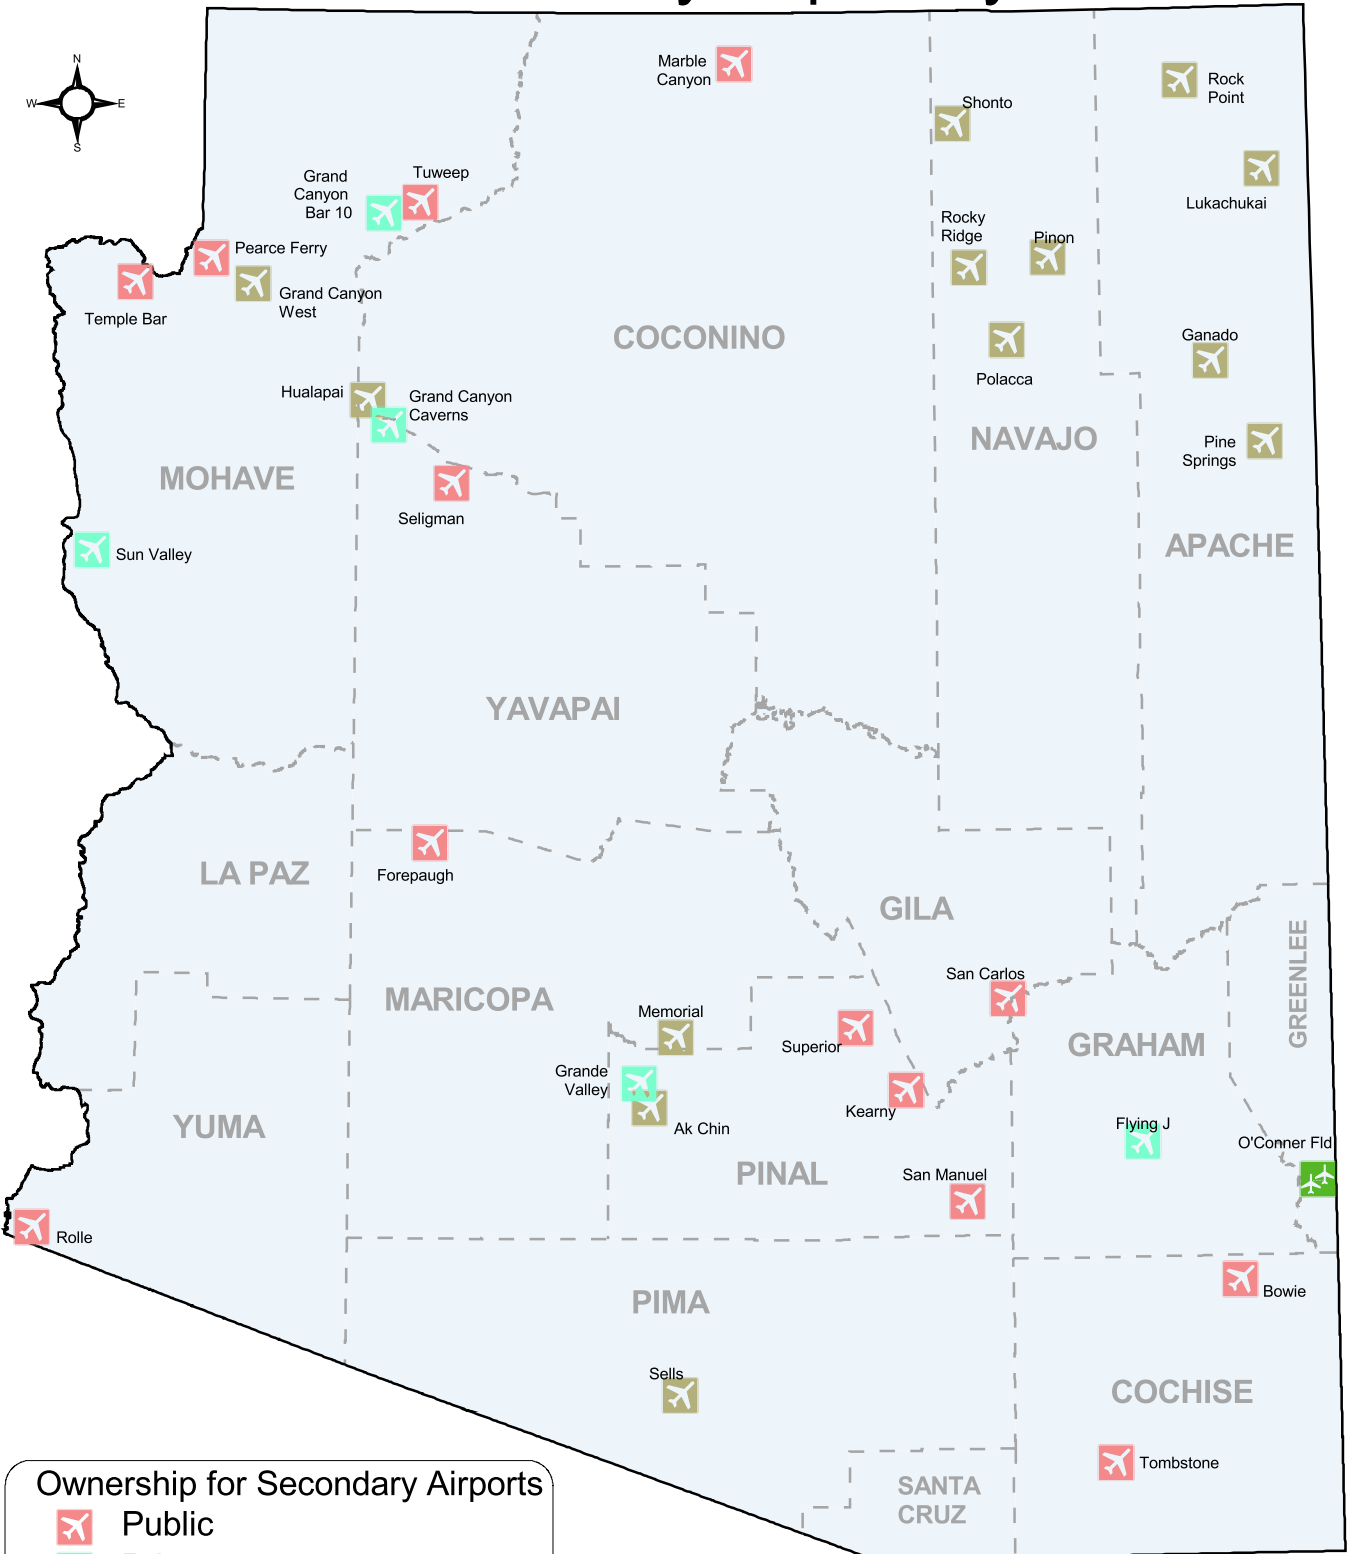 N
W
E
S
Marble
Canyon
Rock
Point
Shonto
Lukachukai
Grand
Canyon
Bar 10
Tuweep
Rocky
Ridge
Pinon
Pearce Ferry
Temple Bar
Grand Canyon
West
COCONINO
Ganado
Polacca
Hualapai
Grand Canyon
Caverns
NAVAJO
Pine
Springs
MOHAVE
Seligman
Sun Valley
APACHE
YAVAPAI
LA PAZ
Forepaugh
GILA
GREENLEE
San Carlos
MARICOPA
Memorial
Superior
GRAHAM
Grande
Valley
Kearny
YUMA
Ak Chin
Flying J
O'Conner Fld
PINAL
San Manuel
Rolle
PIMA
Bowie
Sells
COCHISE
Tombstone
SANTA
CRUZ
Ownership for Secondary Airports
Public